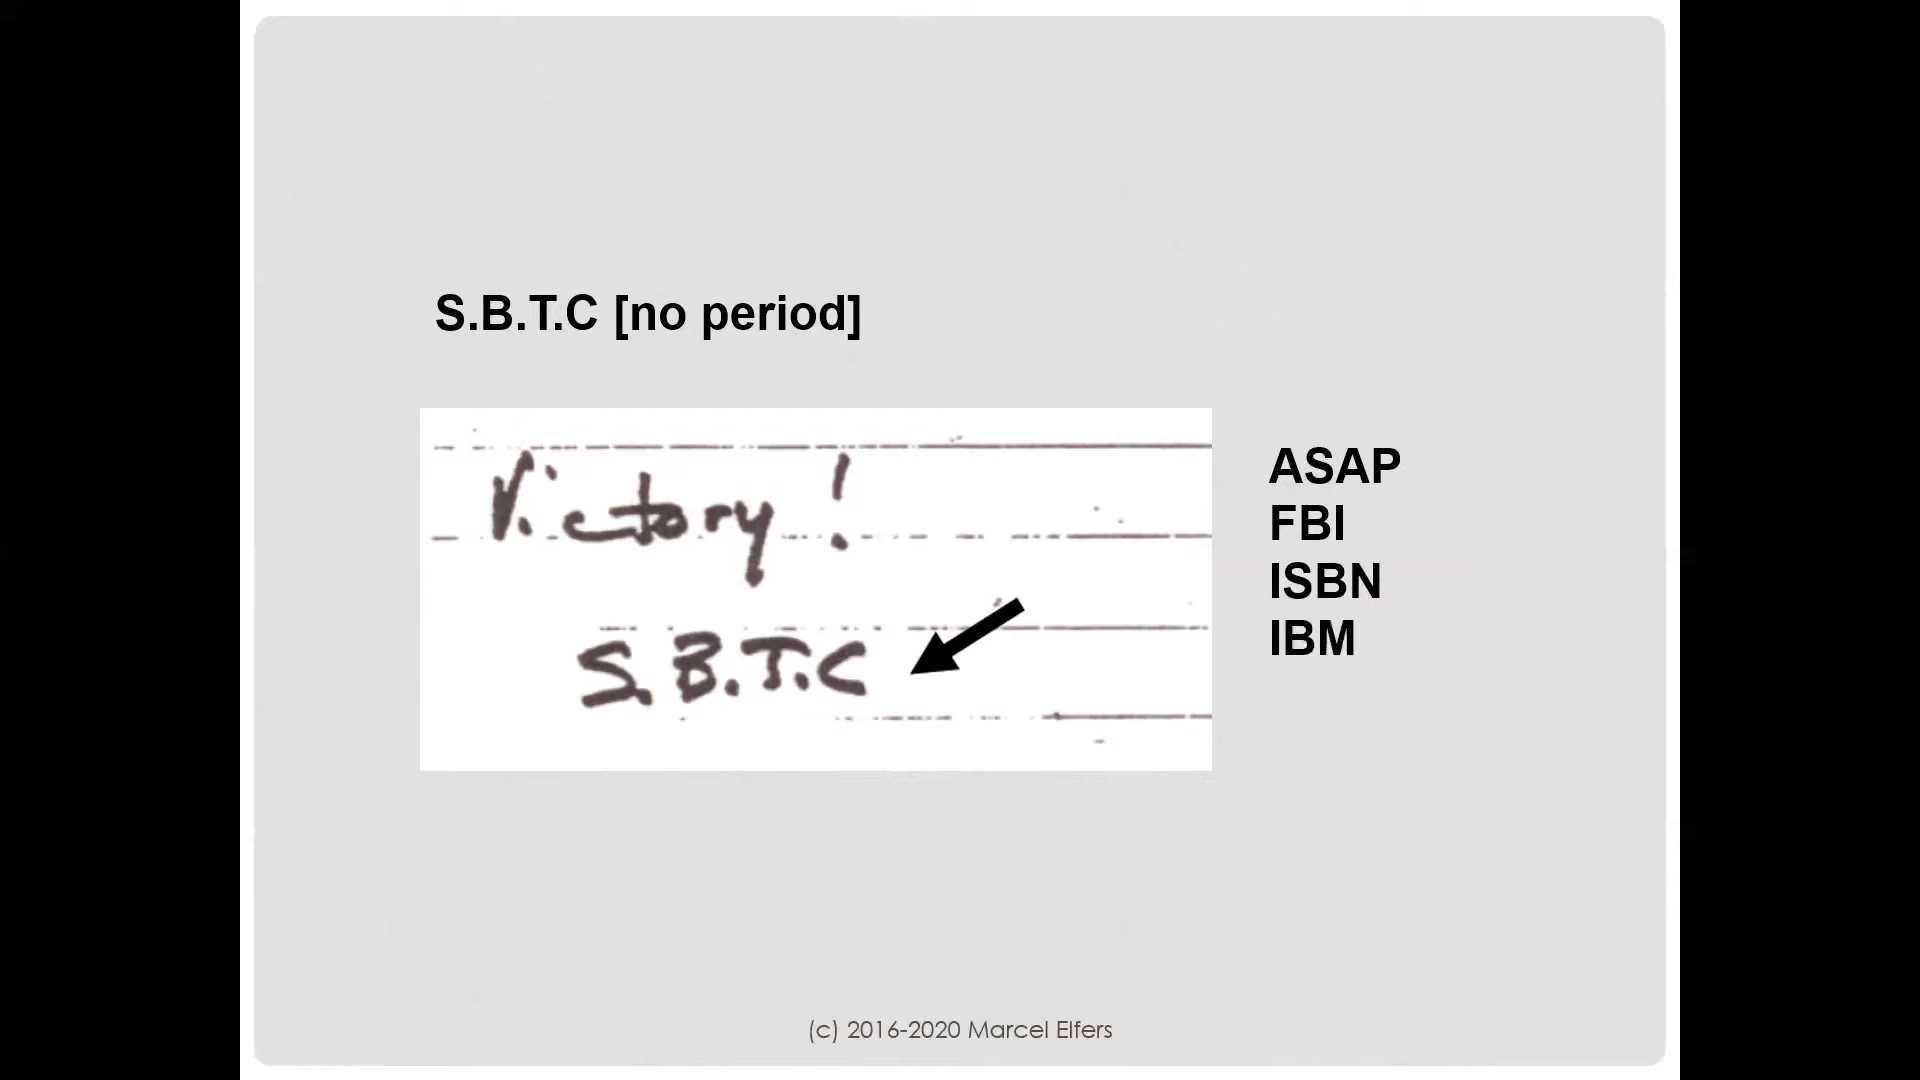 S.B.T.C [no period]
Victory!
S.B.T.C
ASAP
FBI
ISBN
IBM
(c) 2016-2020 Marcel Elfers